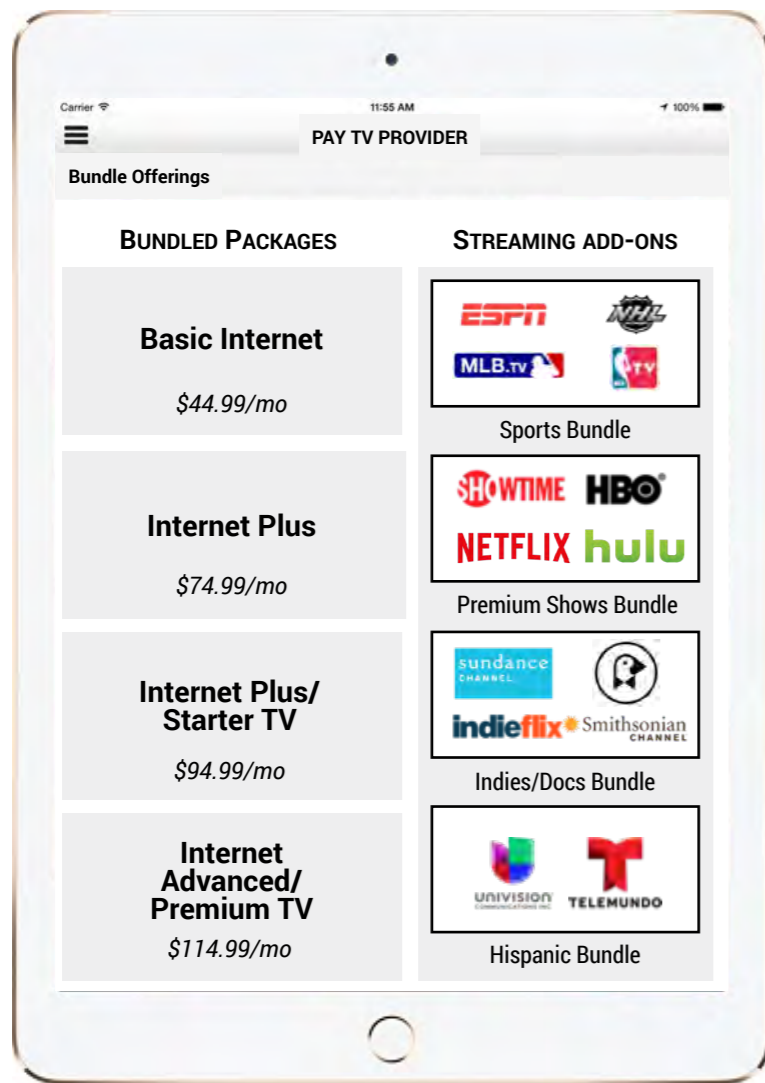 Carrier
11:55 AM
100%
PAY TV PROVIDER
Bundle Offerings
BUNDLED PACKAGES
Basic Internet
$44.99/mo
Internet Plus
$74.99/mo
Internet Plus/
Starter TV
$94.99/mo
Internet
Advanced/
Premium TV
$114.99/mo
STREAMING ADD-ONS
ESPN NHL
MLB.TV TV
Sports Bundle
SHOWTIME HBO®
NETFLIX hulu
Premium Shows Bundle
sundance
CHANNEL
indieflix Smithsonian
CHANNEL
Indies/Docs Bundle
UNIVISION
COMMUNICATIONS INC
TELEMUNDO
Hispanic Bundle